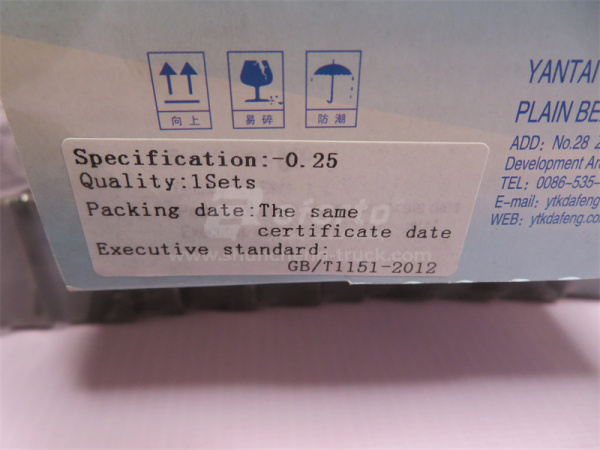 向上
易碎
防潮
YANTAI
PLAIN BE
ADD: No.28
Development
TEL: 0086-535-
E-mail: ytkdafeng
WEB: ytkdafeng.co
Specification:-0.25
Quality:1Sets
Packing date:The same
certificate date
Executive standard:
GB/T1151-2012